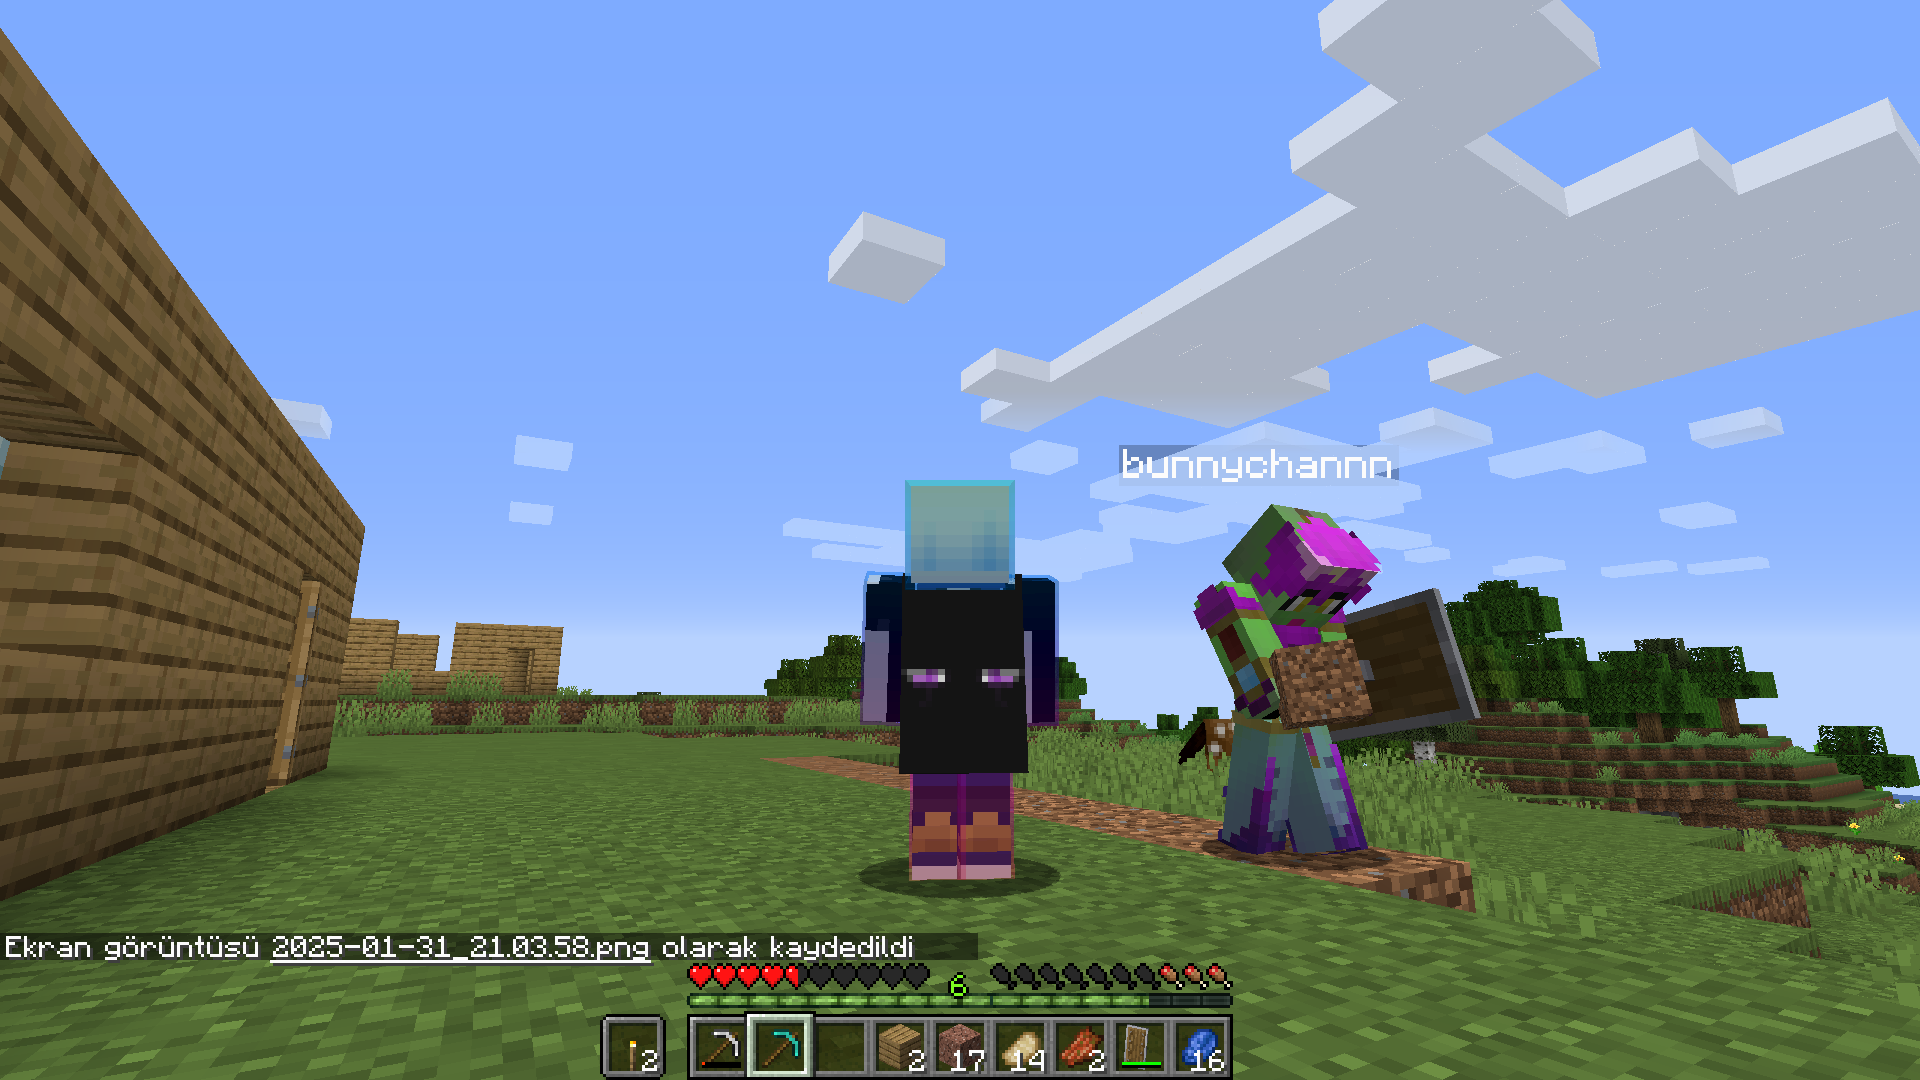 bunnychannn
Ekran görüntüsü 2025-01-31_21.03.58.png olarak kaydedildi
6
2 2 17 14 2 16